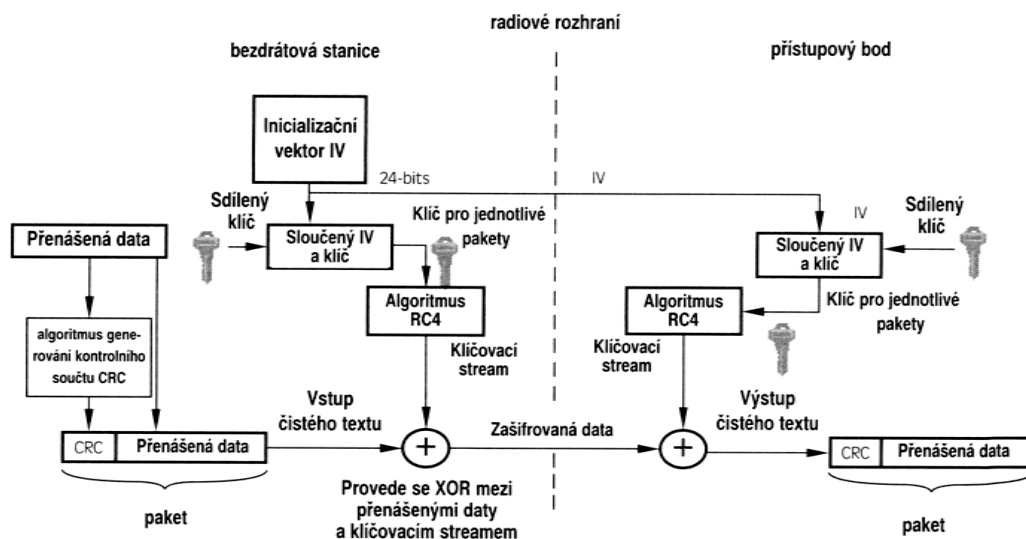 radiové rozhraní
bezdrátová stanice
přístupový bod
Inicializační
vektor IV
24-bits
IV
Sdílený
klíč
Klíč pro jednotlivé
pakety
IV
Sdílený
klíč
Přenášená data
Sloučený IV
a klíč
Sloučený IV
a klíč
Algoritmus
RC4
Algoritmus
RC4
Klíč pro jednotlivé
pakety
algoritmus gene-
rování kontrolního
součtu CRC
Klíčovací
stream
Klíčovací
stream
Vstup
čistého textu
Výstup
čistého textu
CRC
Přenášená data
+
Zašifrovaná data
+
CRC
Přenášená data
Provede se XOR mezi
přenášenými daty
a klíčovacím streamem
paket
paket